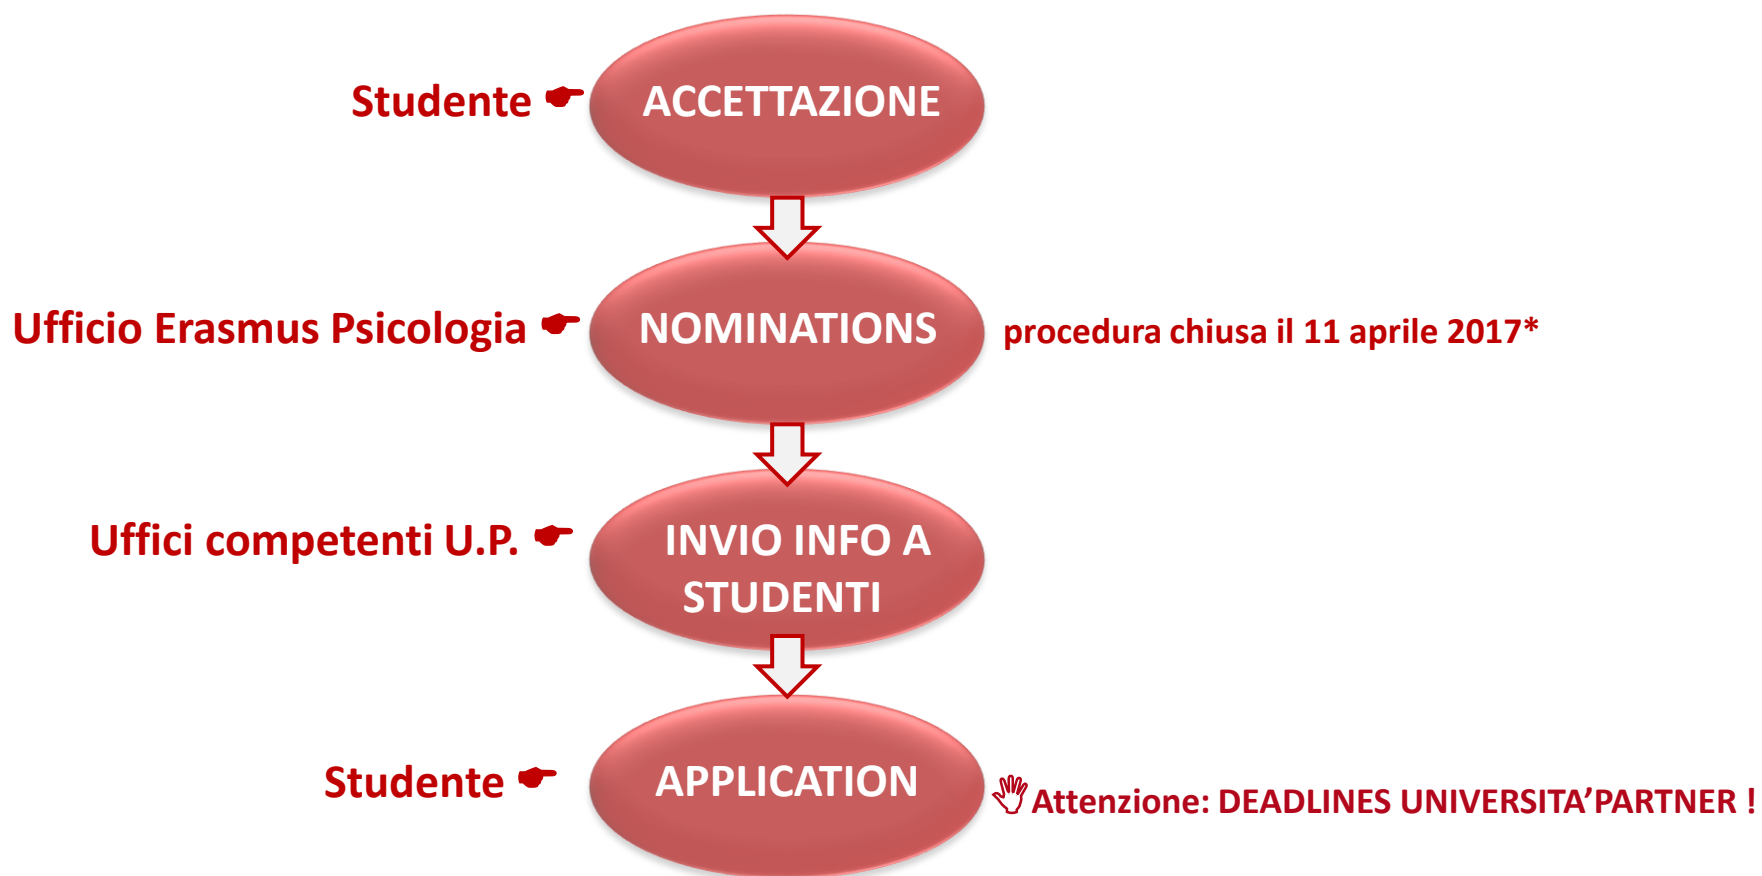 Studente ☛ ACCETTAZIONE
Ufficio Erasmus Psicologia ☛ NOMINATIONS procedura chiusa il 11 aprile 2017*
Uffici competenti U.P. ☛ INVIO INFO A
STUDENTI
Studente ☛ APPLICATION
Attenzione: DEADLINES UNIVERSITA’PARTNER !